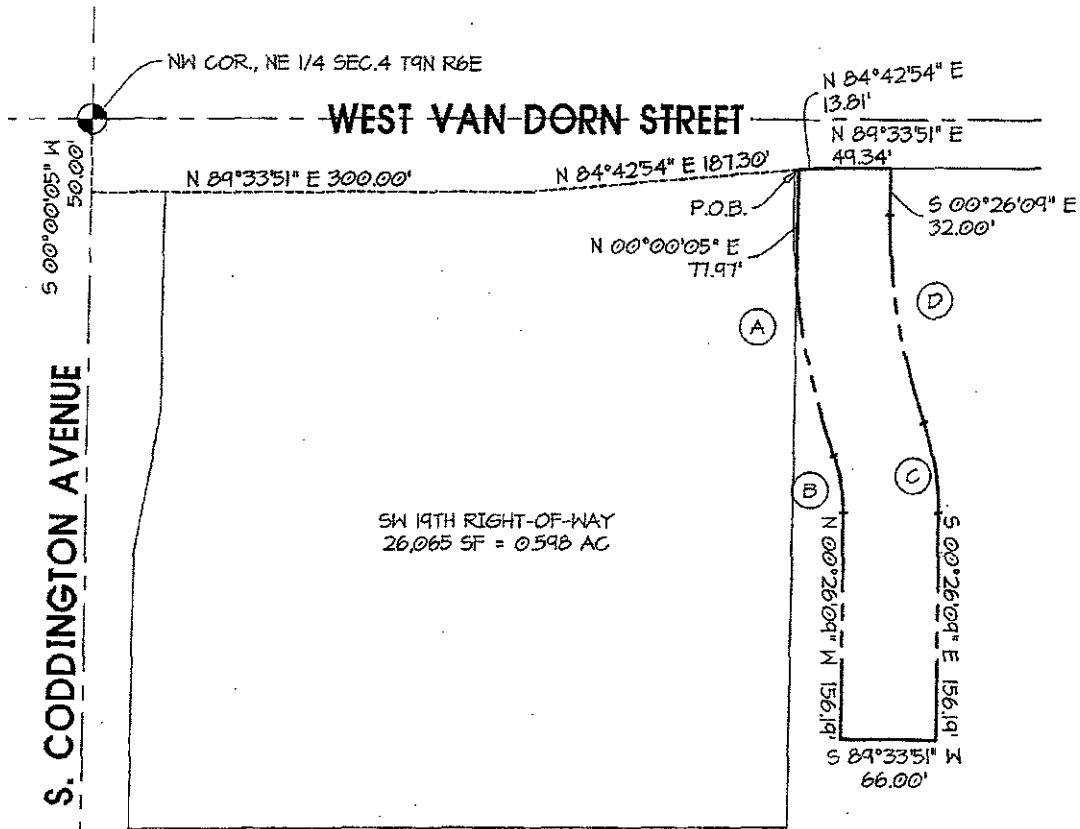 NW COR., NE 1/4 SEC.4 T9N R6E
N 84°42'54" E
13.81'
WEST VAN DORN STREET
N 89°33'51" E
49.34'
S 00°00'05" W
50.00'
N 89°33'51" E 300.00'
N 84°42'54" E 187.30'
P.O.B.
S 00°26'09" E
32.00'
N 00°00'05" E
77.97'
A
D
S. CODDINGTON AVENUE
B
C
SW 19TH RIGHT-OF-WAY
26,065 SF = 0.598 AC
N 00°26'09" W 156.19'
S 00°26'09" E 156.19'
S 89°33'51" W
66.00'